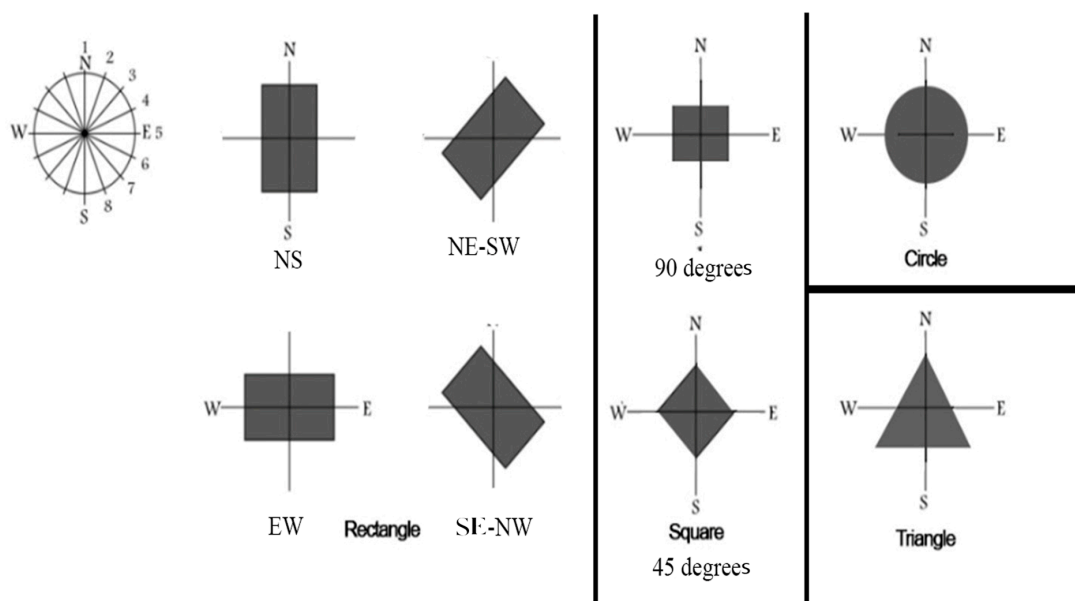 1
N
2
3
4
W
E 5
6
7
8
S
N
S
NS
NE-SW
W
E
EW
Rectangle
SE-NW
N
W
E
S
90 degrees
N
W
E
S
Square
45 degrees
N
W
E
S
Circle
N
W
E
S
Triangle